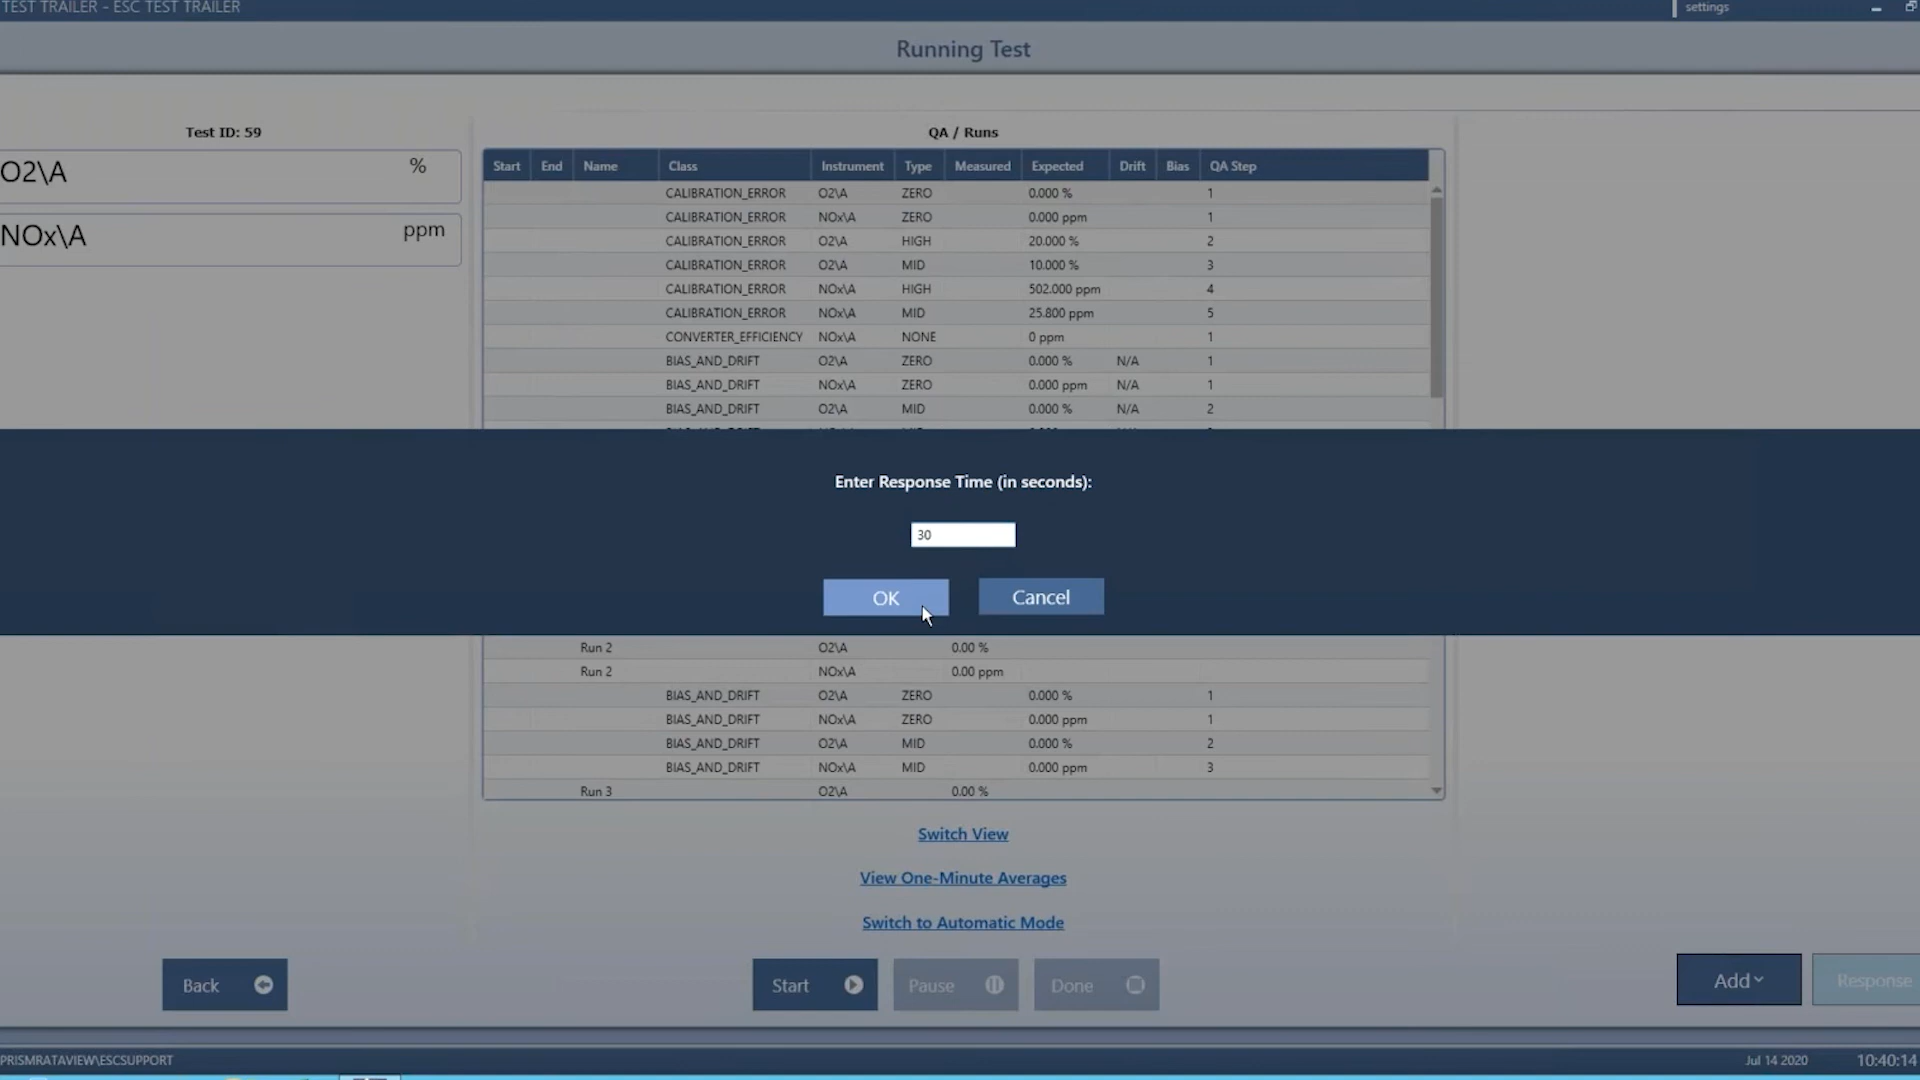 TEST TRAILER - ESC TEST TRAILER settings
Running Test
Test ID: 59
O2\A %
NOx\A ppm
QA / Runs
Start End Name Class Instrument Type Measured Expected Drift Bias QA Step
CALIBRATION_ERROR O2\A ZERO 0.000 % 1
CALIBRATION_ERROR NOx\A ZERO 0.000 ppm 1
CALIBRATION_ERROR O2\A HIGH 20.000 % 2
CALIBRATION_ERROR O2\A MID 10.000 % 3
CALIBRATION_ERROR NOx\A HIGH 502.000 ppm 4
CALIBRATION_ERROR NOx\A MID 25.800 ppm 5
CONVERTER_EFFICIENCY NOx\A NONE 0 ppm 1
BIAS_AND_DRIFT O2\A ZERO 0.000 % N/A 1
BIAS_AND_DRIFT NOx\A ZERO 0.000 ppm N/A 1
BIAS_AND_DRIFT O2\A MID 0.000 % N/A 2
Enter Response Time (in seconds):
30
OK Cancel
Run 2 O2\A 0.00 %
Run 2 NOx\A 0.00 ppm
BIAS_AND_DRIFT O2\A ZERO 0.000 % 1
BIAS_AND_DRIFT NOx\A ZERO 0.000 ppm 1
BIAS_AND_DRIFT O2\A MID 0.000 % 2
BIAS_AND_DRIFT NOx\A MID 0.000 ppm 3
Run 3 O2\A 0.00 %
Switch View
View One-Minute Averages
Switch to Automatic Mode
Back Start Pause Done Add Response
PRISMRATAVIEW\ESCSUPPORT Jul 14 2020 10:40:14